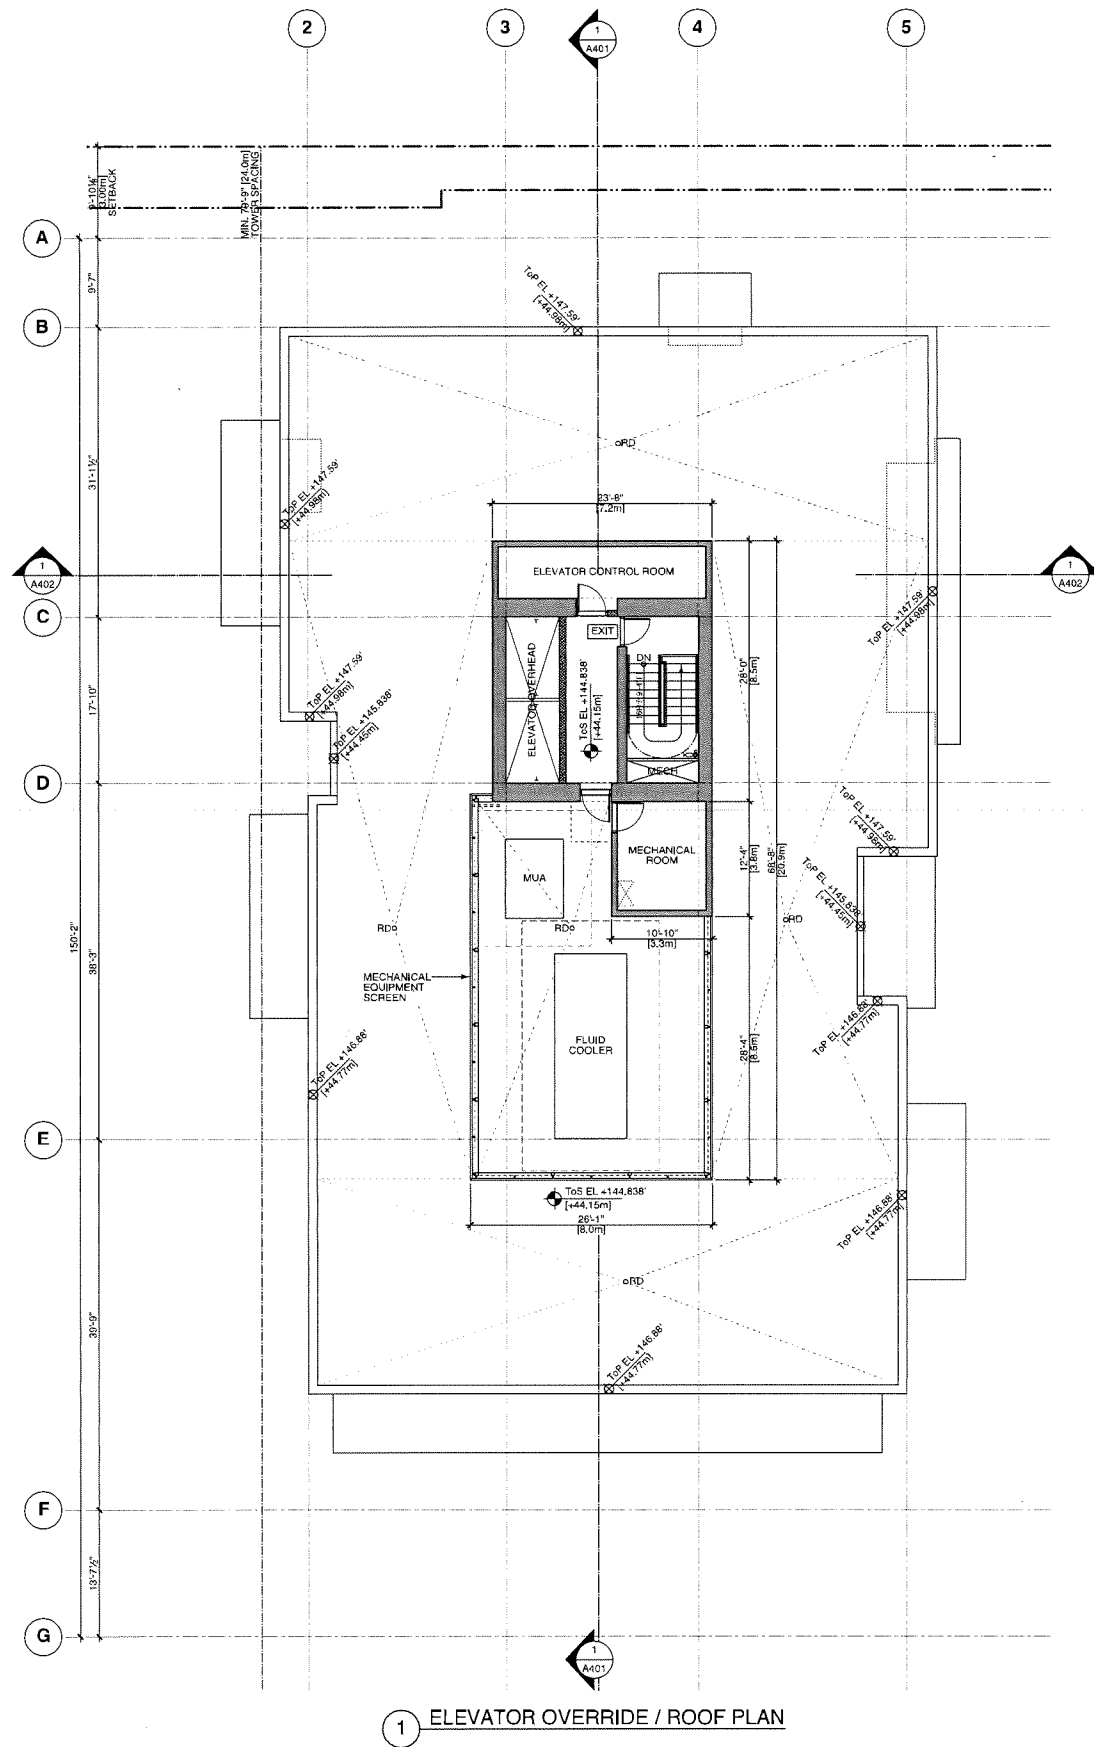 2
3
4
5
1
A401
9'-10⅛"
[3.00m]
SETBACK
MIN. 79'-9" [24.0m]
TOWER SPACING
A
9'-7"
B
ToP EL +147.59'
[+44.98m]
RD
31'-1½"
ToP EL +147.59'
[+44.98m]
23'-8"
[7.2m]
1
A402
ELEVATOR CONTROL ROOM
1
A402
ToP EL +147.59'
[+44.98m]
C
EXIT
DN
ELEVATOR OVERHEAD
ToS EL +144.838'
[+44.15m]
28'-0"
[8.5m]
17'-10"
ToP EL +147.59'
[+44.98m]
ToP EL +145.838'
[+44.45m]
MECH
D
MUA
MECHANICAL
ROOM
12'-4"
[3.8m]
68'-8"
[20.9m]
ToP EL +147.59'
[+44.98m]
ToP EL +145.838'
[+44.45m]
RD
RD
RD
10'-10"
[3.3m]
150'-2"
38'-3"
MECHANICAL
EQUIPMENT
SCREEN
ToP EL +146.88'
[+44.77m]
FLUID
COOLER
28'-4"
[8.6m]
ToP EL +146.88'
[+44.77m]
E
ToS EL +144.838'
[+44.15m]
26'-1"
[8.0m]
ToP EL +146.88'
[+44.77m]
RD
39'-9"
ToP EL +146.88'
[+44.77m]
F
13'-7½"
G
1
A401
1
ELEVATOR OVERRIDE / ROOF PLAN